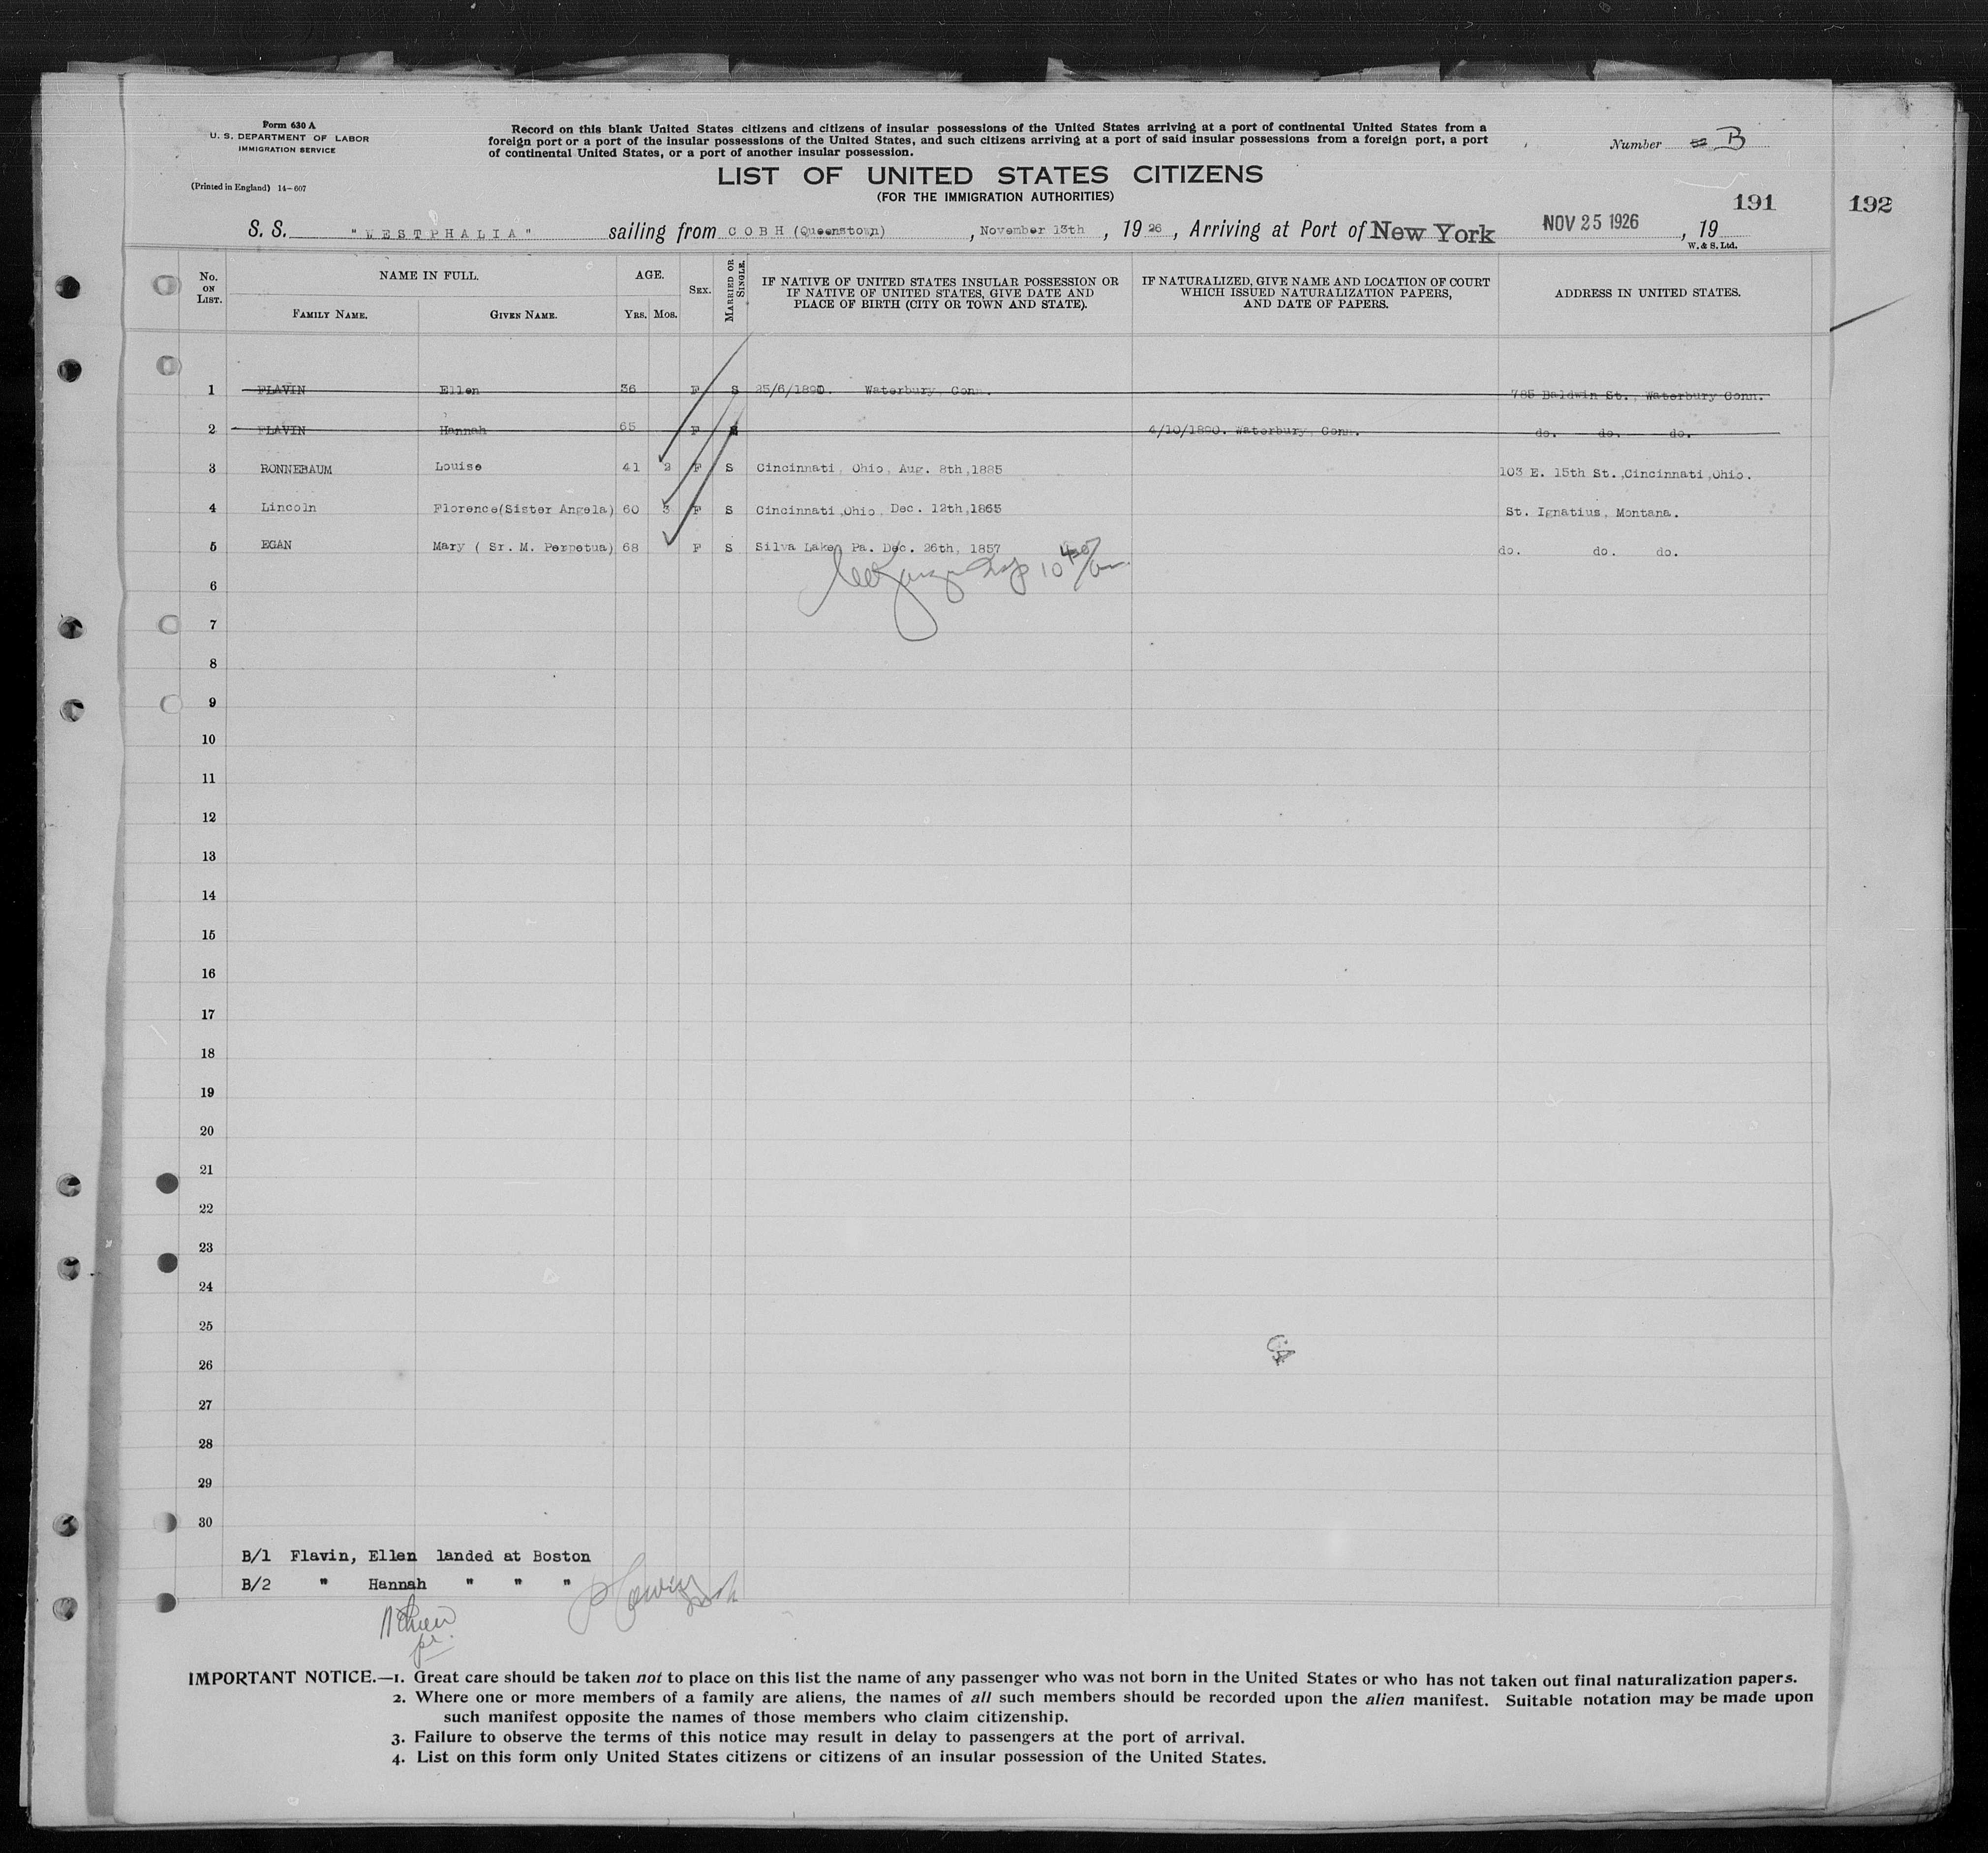 Form 630 A
U. S. DEPARTMENT OF LABOR
IMMIGRATION SERVICE
(Printed in England) 14-607
Record on this blank United States citizens and citizens of insular possessions of the United States arriving at a port of continental United States from a
foreign port or a port of the insular possessions of the United States, and such citizens arriving at a port of said insular possessions from a foreign port, a port
of continental United States, or a port of another insular possession.
Number B
LIST OF UNITED STATES CITIZENS
(FOR THE IMMIGRATION AUTHORITIES)
191 192
S. S. "WESTPHALIA" sailing from COBH (Queenstown), November 13th, 1926, Arriving at Port of New York NOV 25 1926, 19
W. & S. Ltd.
No. ON LIST. NAME IN FULL. FAMILY NAME. GIVEN NAME. AGE. YRS. MOS. SEX. MARRIED OR SINGLE. IF NATIVE OF UNITED STATES INSULAR POSSESSION OR IF NATIVE OF UNITED STATES, GIVE DATE AND PLACE OF BIRTH (CITY OR TOWN AND STATE). IF NATURALIZED, GIVE NAME AND LOCATION OF COURT WHICH ISSUED NATURALIZATION PAPERS, AND DATE OF PAPERS. ADDRESS IN UNITED STATES.
1 FLAVIN Ellen 36 F S 25/6/1890. Waterbury, Conn. 785 Baldwin St., Waterbury Conn.
2 FLAVIN Hannah 65 F 4/10/1890. Waterbury, Conn. do. do. do.
3 RONNEBAUM Louise 41 2 F S Cincinnati, Ohio, Aug. 8th,1885 103 E. 15th St.,Cincinnati,Ohio.
4 Lincoln Florence(Sister Angela) 60 3 F S Cincinnati,Ohio, Dec. 12th,1865 St. Ignatius, Montana.
5 EGAN Mary ( Sr. M. Perpetua) 68 F S Silva Lake, Pa. Dec. 26th, 1857 do. do. do.
6
7
8
9
10
11
12
13
14
15
16
17
18
19
20
21
22
23
24
25
26
27
28
29
30
B/1 Flavin, Ellen landed at Boston
B/2 " Hannah " " "
IMPORTANT NOTICE.—1. Great care should be taken not to place on this list the name of any passenger who was not born in the United States or who has not taken out final naturalization papers.
2. Where one or more members of a family are aliens, the names of all such members should be recorded upon the alien manifest. Suitable notation may be made upon
such manifest opposite the names of those members who claim citizenship.
3. Failure to observe the terms of this notice may result in delay to passengers at the port of arrival.
4. List on this form only United States citizens or citizens of an insular possession of the United States.